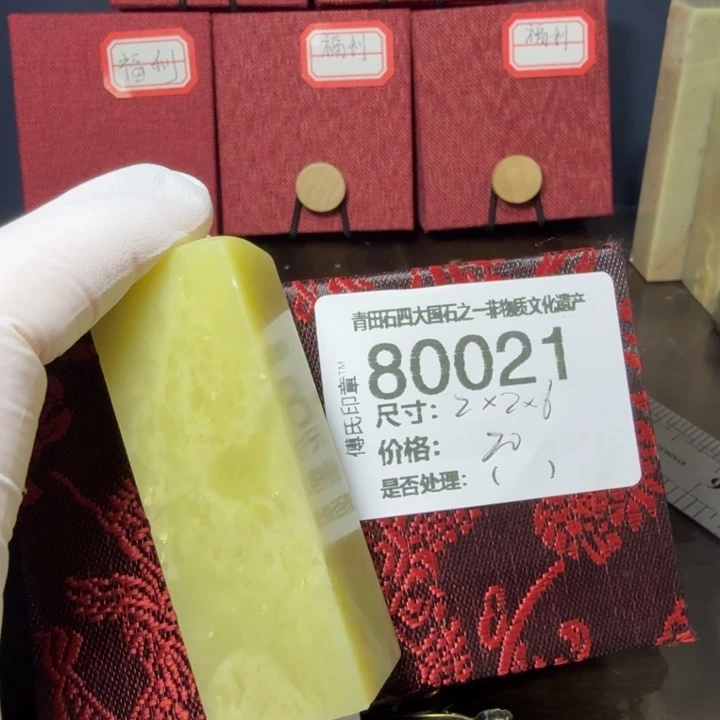 福利
福利
福利
青田石四大国石之一非物质文化遗产
80021
傅氏印章™
尺寸：2×2×6
价格：20
是否处理：（ ）